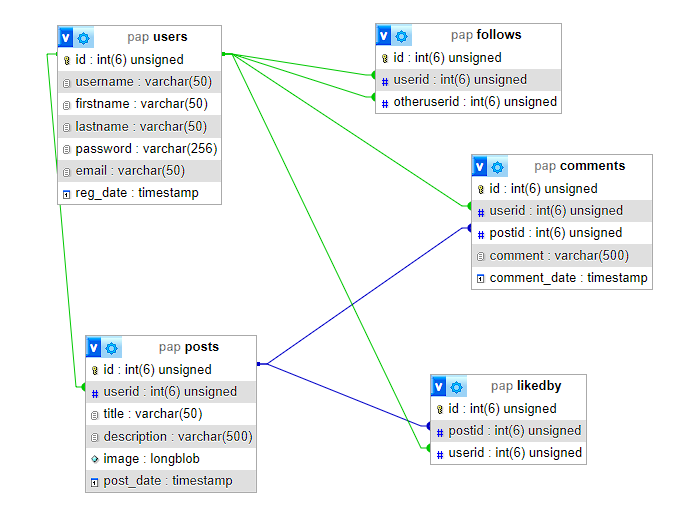 pap users
id : int(6) unsigned
username : varchar(50)
firstname : varchar(50)
lastname : varchar(50)
password : varchar(256)
email : varchar(50)
reg_date : timestamp
pap follows
id : int(6) unsigned
userid : int(6) unsigned
otheruserid : int(6) unsigned
pap comments
id : int(6) unsigned
userid : int(6) unsigned
postid : int(6) unsigned
comment : varchar(500)
comment_date : timestamp
pap posts
id : int(6) unsigned
userid : int(6) unsigned
title : varchar(50)
description : varchar(500)
image : longblob
post_date : timestamp
pap likedby
id : int(6) unsigned
postid : int(6) unsigned
userid : int(6) unsigned